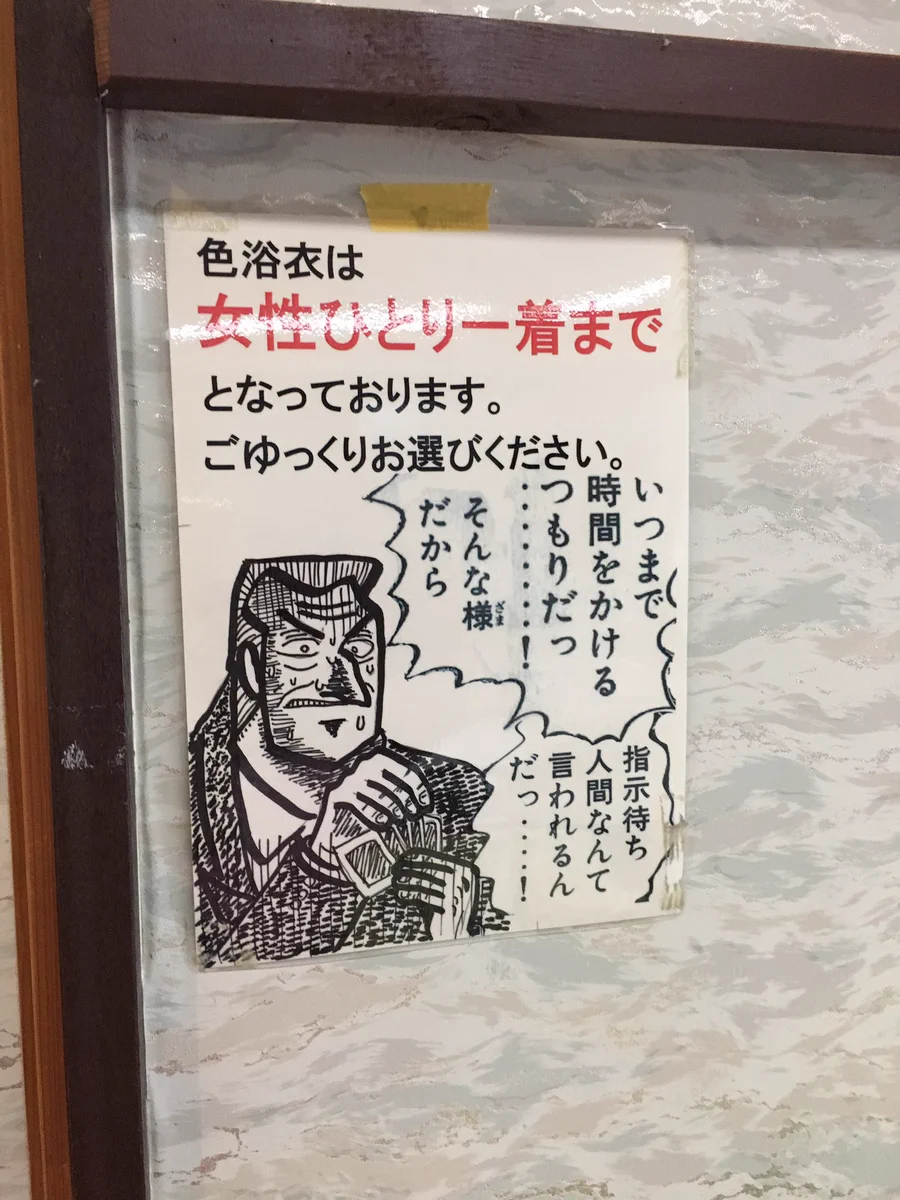 色浴衣は
女性ひとり一着まで
となっております。
ごゆっくりお選びください。
いつまで
時間をかける
つもりだっ
………！
そんな様ざま
だから
指示待ち
人間なんて
言われるん
だっ……！